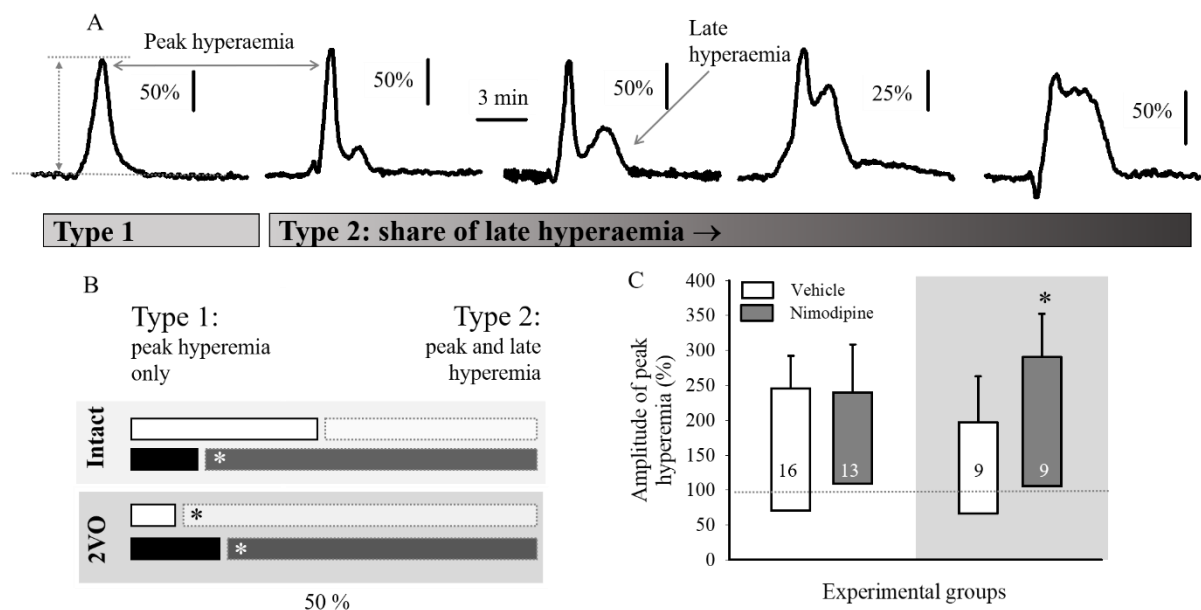 A
Peak hyperaemia
Late
hyperaemia
50%
50%
3 min
50%
25%
50%
Type 1
Type 2: share of late hyperaemia →
B
Type 1:
peak hyperemia
only
Type 2:
peak and late
hyperemia
Intact
*
2VO
*
*
50 %
C
Vehicle
Nimodipine
*
Amplitude of peak
hyperemia (%)
400
350
300
250
200
150
100
50
0
16
13
9
9
Experimental groups